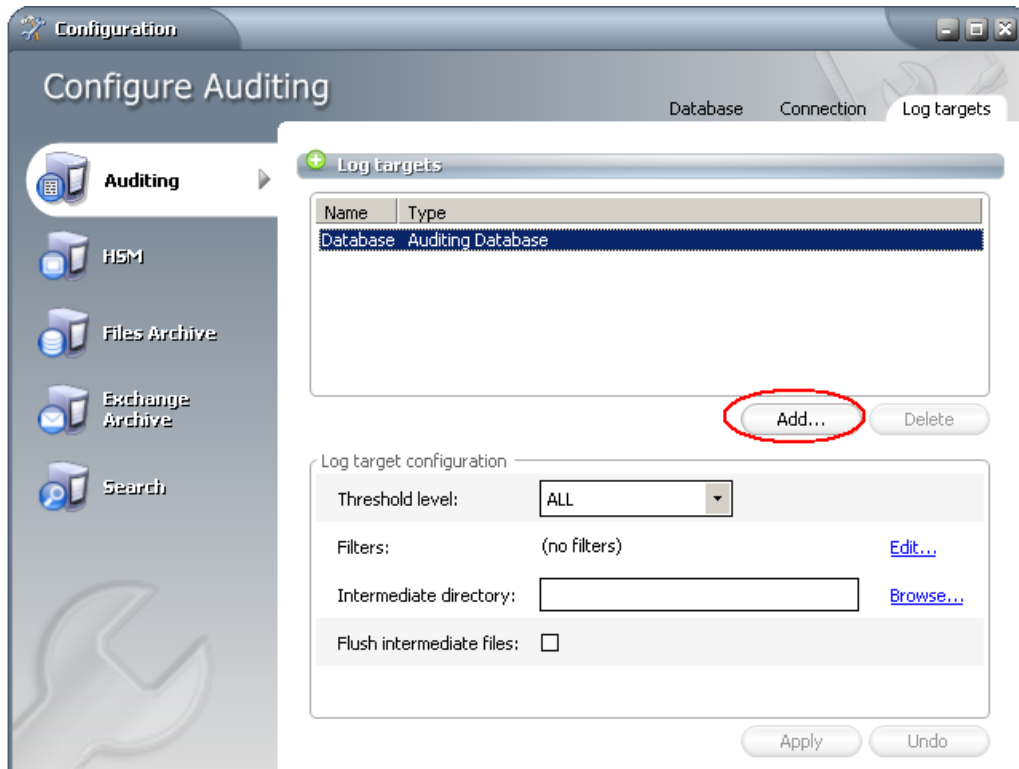 Configuration
Configure Auditing
Database Connection Log targets
Auditing
HSM
Files Archive
Exchange
Archive
Search
Log targets
Name Type
Database Auditing Database
Add... Delete
Log target configuration
Threshold level: ALL
Filters: (no filters) Edit...
Intermediate directory: Browse...
Flush intermediate files:
Apply Undo